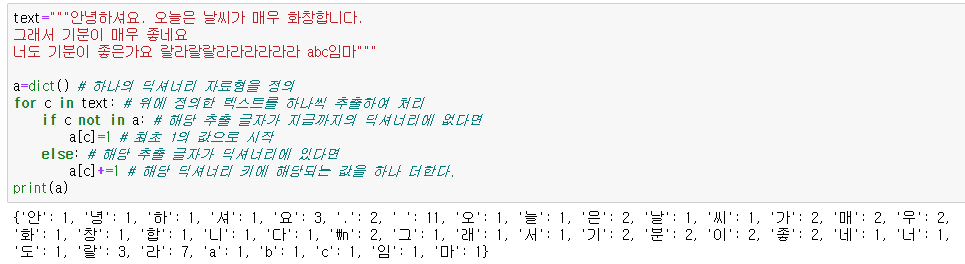 text="""안녕하셔요. 오늘은 날씨가 매우 화창합니다.
그래서 기분이 매우 좋네요
너도 기분이 좋은가요 랄라랄랄라라라라라라 abc임마"""
a=dict() # 하나의 딕셔너리 자료형을 정의
for c in text: # 위에 정의한 텍스트를 하나씩 추출하여 처리
    if c not in a: # 해당 추출 글자가 지금까지의 딕셔너리에 없다면
        a[c]=1 # 최초 1의 값으로 시작
    else: # 해당 추출 글자가 딕셔너리에 있다면
        a[c]+=1 # 해당 딕셔너리 키에 해당되는 값을 하나 더한다.
print(a)
{'안': 1, '녕': 1, '하': 1, '셔': 1, '요': 3, '.': 2, ' ': 11, '오': 1, '늘': 1, '은': 2, '날': 1, '씨': 1, '가': 2, '매': 2, '우': 2,
'화': 1, '창': 1, '합': 1, '니': 1, '다': 1, '\n': 2, '그': 1, '래': 1, '서': 1, '기': 2, '분': 2, '이': 2, '좋': 2, '네': 1, '너': 1,
'도': 1, '랄': 3, '라': 7, 'a': 1, 'b': 1, 'c': 1, '임': 1, '마': 1}